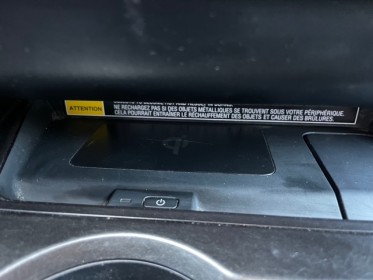 ATTENTION
NE RECHARGEZ PAS SI DES OBJETS MÉTALLIQUES SE TROUVENT SOUS VOTRE PÉRIPHÉRIQUE.
CELA POURRAIT ENTRAÎNER LE RÉCHAUFFEMENT DES OBJETS ET CAUSER DES BRÛLURES.